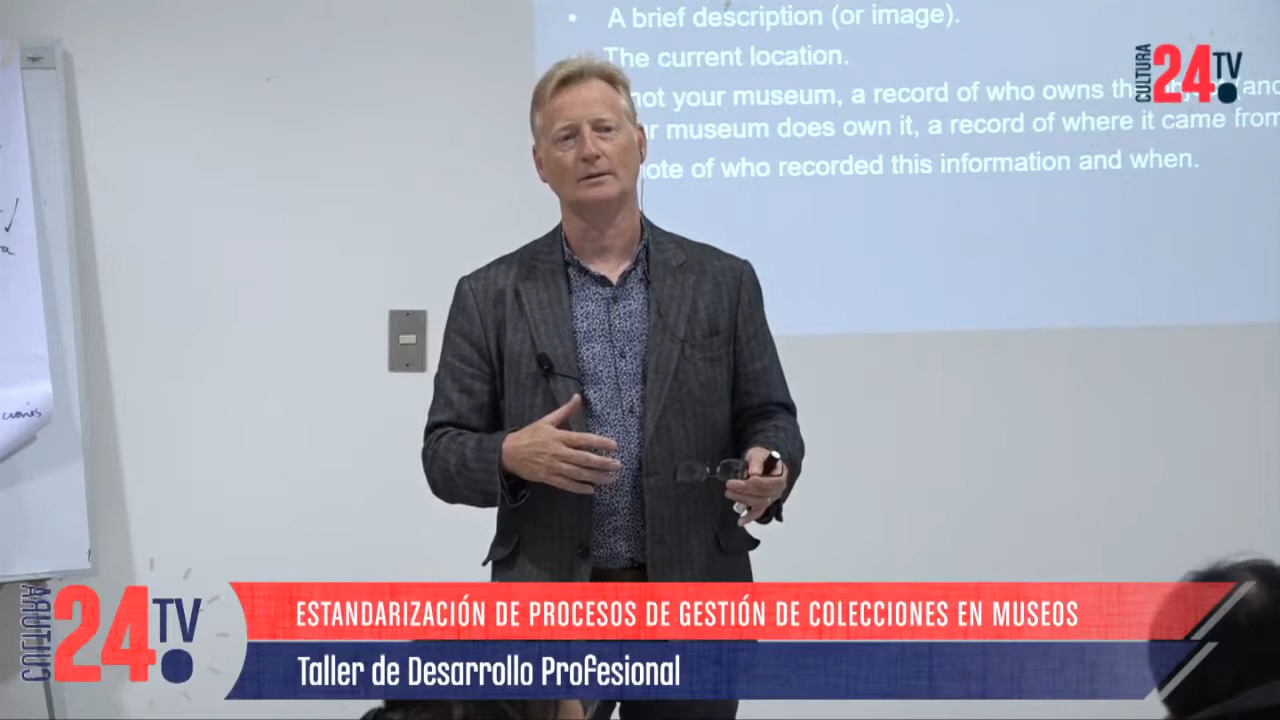 • A brief description (or image).
The current location.
not your museum, a record of who owns the object (and
museum does own it, a record of where it came from
note of who recorded this information and when.
CULTURA 24 TV
CULTURA 24 TV
ESTANDARIZACIÓN DE PROCESOS DE GESTIÓN DE COLECCIONES EN MUSEOS
Taller de Desarrollo Profesional